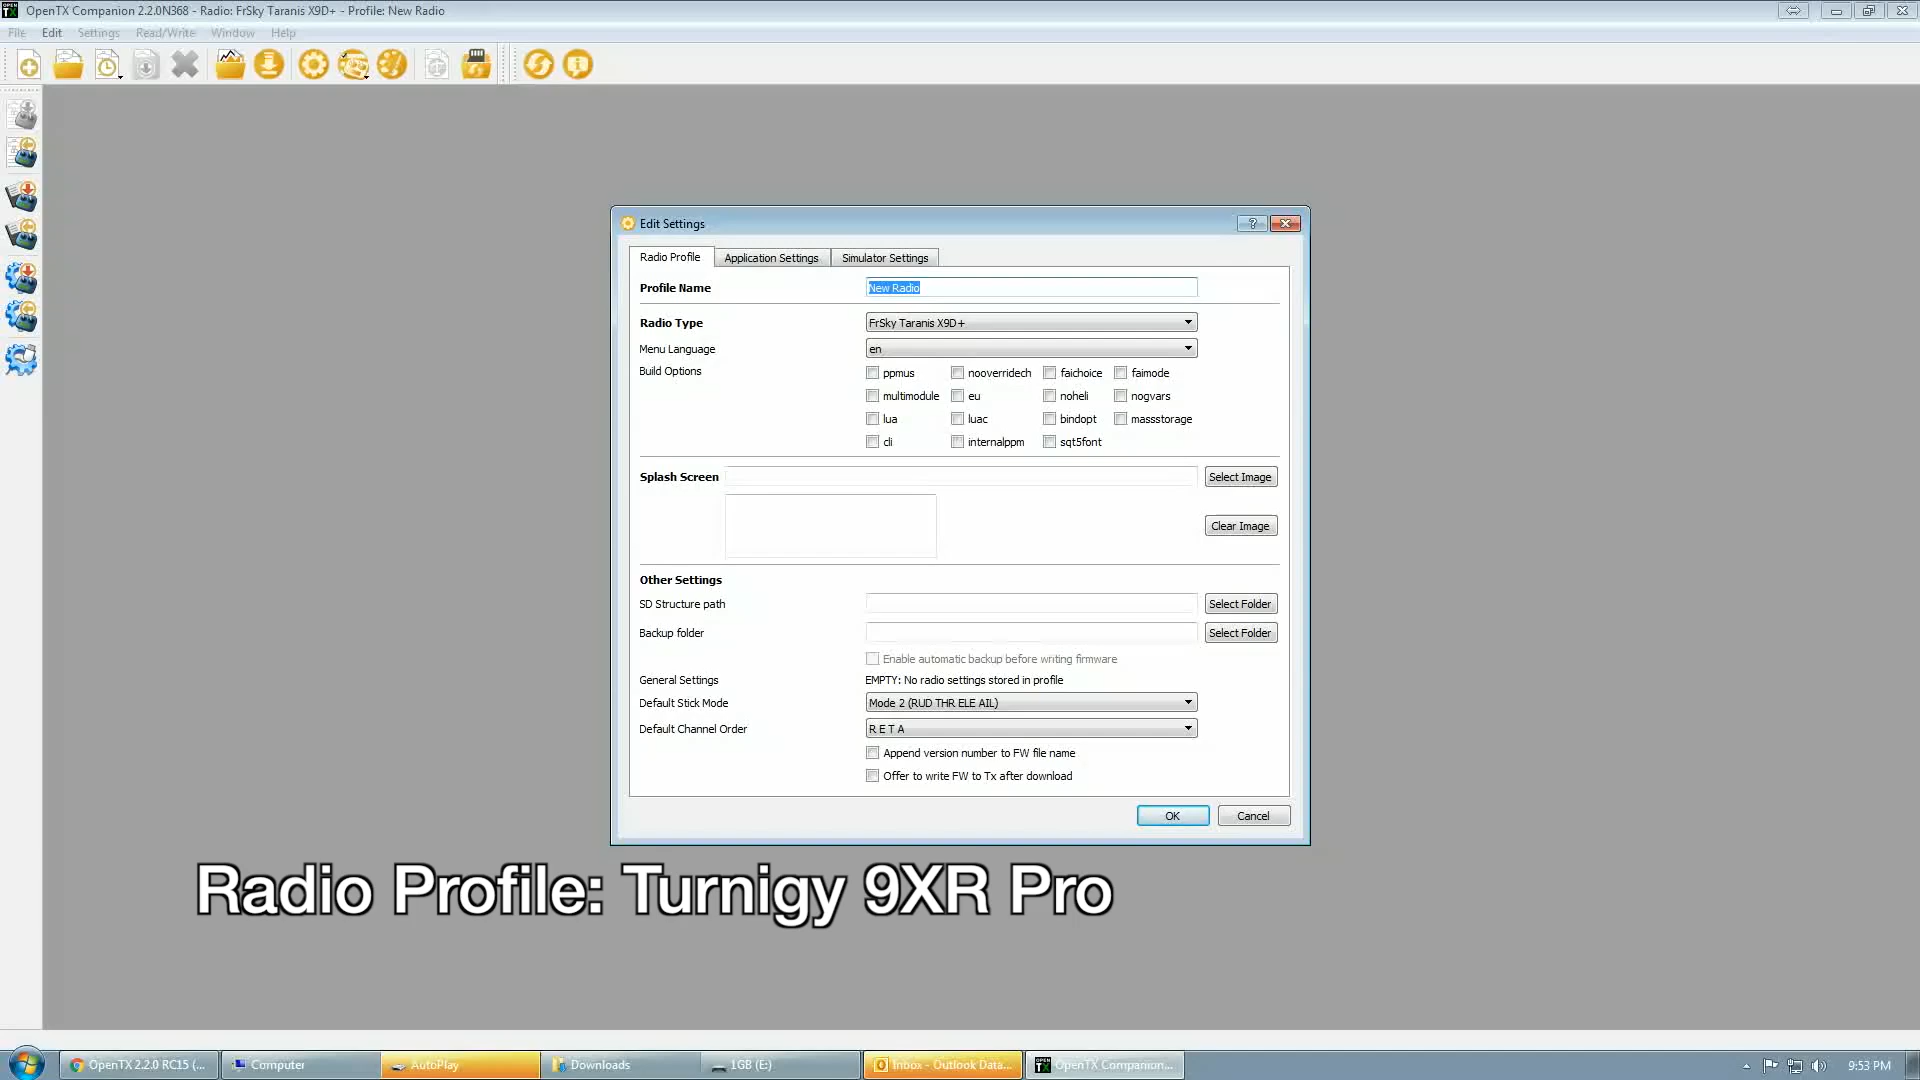 OpenTX Companion 2.2.0N368 - Radio: FrSky Taranis X9D+ - Profile: New Radio
File Edit Settings Read/Write Window Help
Edit Settings
Radio Profile Application Settings Simulator Settings
Profile Name New Radio
Radio Type FrSky Taranis X9D+
Menu Language en
Build Options ppmus nooverridech faichoice faimode
multimodule eu noheli nogvars
lua luac bindopt massstorage
cli internalppm sqt5font
Splash Screen Select Image
Clear Image
Other Settings
SD Structure path Select Folder
Backup folder Select Folder
Enable automatic backup before writing firmware
General Settings EMPTY: No radio settings stored in profile
Default Stick Mode Mode 2 (RUD THR ELE AIL)
Default Channel Order R E T A
Append version number to FW file name
Offer to write FW to Tx after download
OK Cancel
Radio Profile: Turnigy 9XR Pro
OpenTX 2.2.0 RC15 (... Computer AutoPlay Downloads 1GB (E:) Inbox - Outlook Data... OPEN TX OpenTX Companion... 9:53 PM